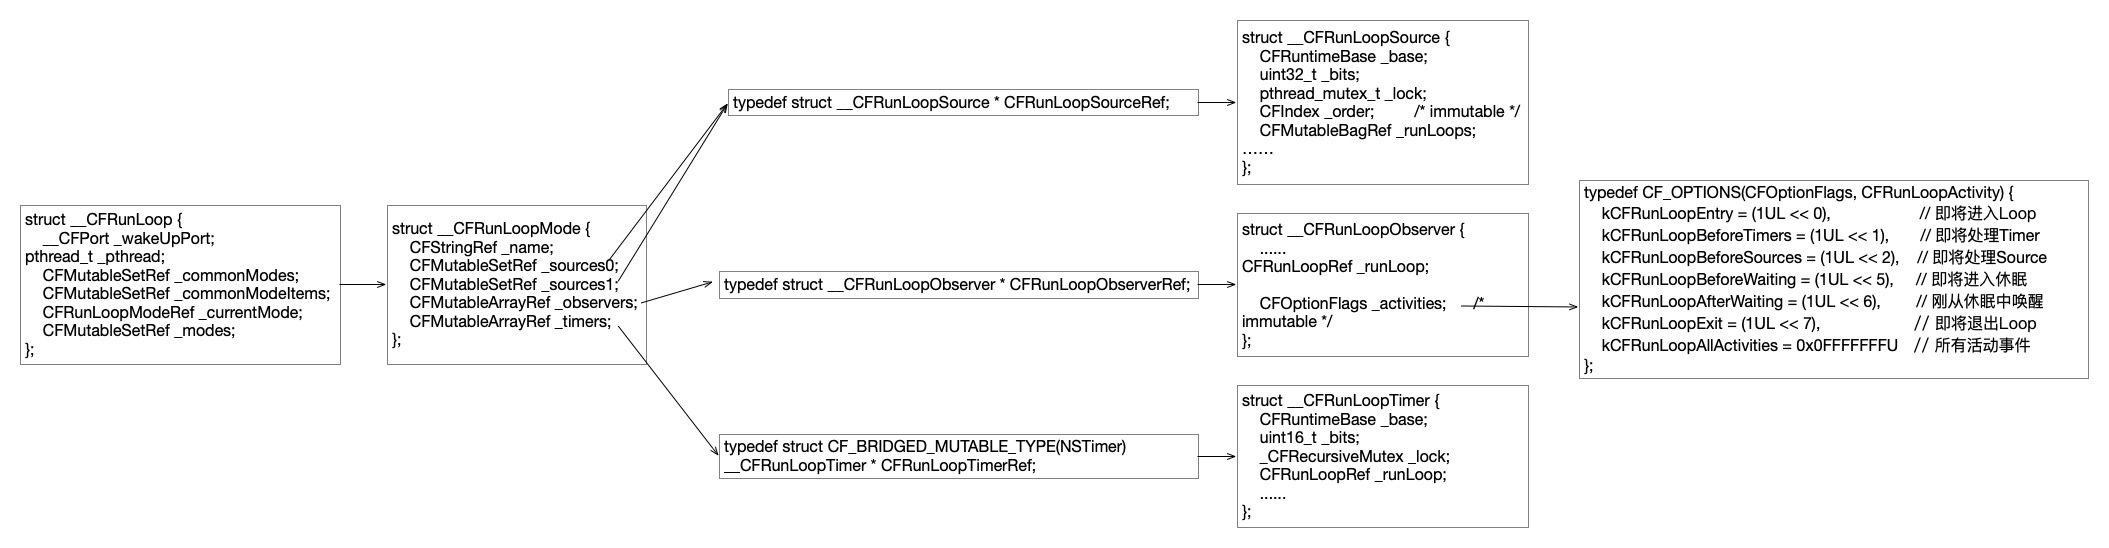 struct __CFRunLoop {
__CFPort _wakeUpPort;
pthread_t _pthread;
CFMutableSetRef _commonModes;
CFMutableSetRef _commonModeItems;
CFRunLoopModeRef _currentMode;
CFMutableSetRef _modes;
};
struct __CFRunLoopMode {
CFStringRef _name;
CFMutableSetRef _sources0;
CFMutableSetRef _sources1;
CFMutableArrayRef _observers;
CFMutableArrayRef _timers;
};
typedef struct __CFRunLoopSource * CFRunLoopSourceRef;
typedef struct __CFRunLoopObserver * CFRunLoopObserverRef;
typedef struct CF_BRIDGED_MUTABLE_TYPE(NSTimer)
__CFRunLoopTimer * CFRunLoopTimerRef;
struct __CFRunLoopSource {
CFRuntimeBase _base;
uint32_t _bits;
pthread_mutex_t _lock;
CFIndex _order; /* immutable */
CFMutableBagRef _runLoops;
......
};
struct __CFRunLoopObserver {
......
CFRunLoopRef _runLoop;
CFOptionFlags _activities; /*
immutable */
};
struct __CFRunLoopTimer {
CFRuntimeBase _base;
uint16_t _bits;
_CFRecursiveMutex _lock;
CFRunLoopRef _runLoop;
......
};
typedef CF_OPTIONS(CFOptionFlags, CFRunLoopActivity) {
kCFRunLoopEntry = (1UL << 0), // 即将进入Loop
kCFRunLoopBeforeTimers = (1UL << 1), // 即将处理Timer
kCFRunLoopBeforeSources = (1UL << 2), // 即将处理Source
kCFRunLoopBeforeWaiting = (1UL << 5), // 即将进入休眠
kCFRunLoopAfterWaiting = (1UL << 6), // 刚从休眠中唤醒
kCFRunLoopExit = (1UL << 7), // 即将退出Loop
kCFRunLoopAllActivities = 0x0FFFFFFFU // 所有活动事件
};